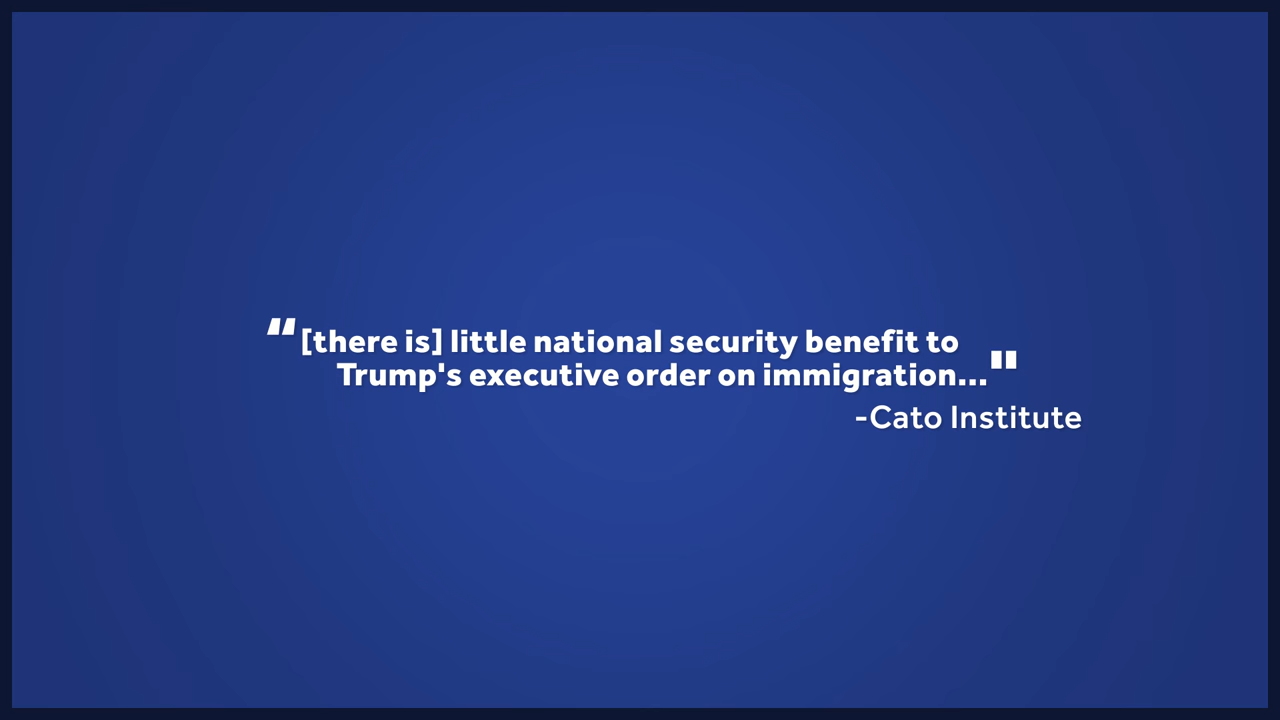 “[there is] little national security benefit to
Trump's executive order on immigration..."
-Cato Institute